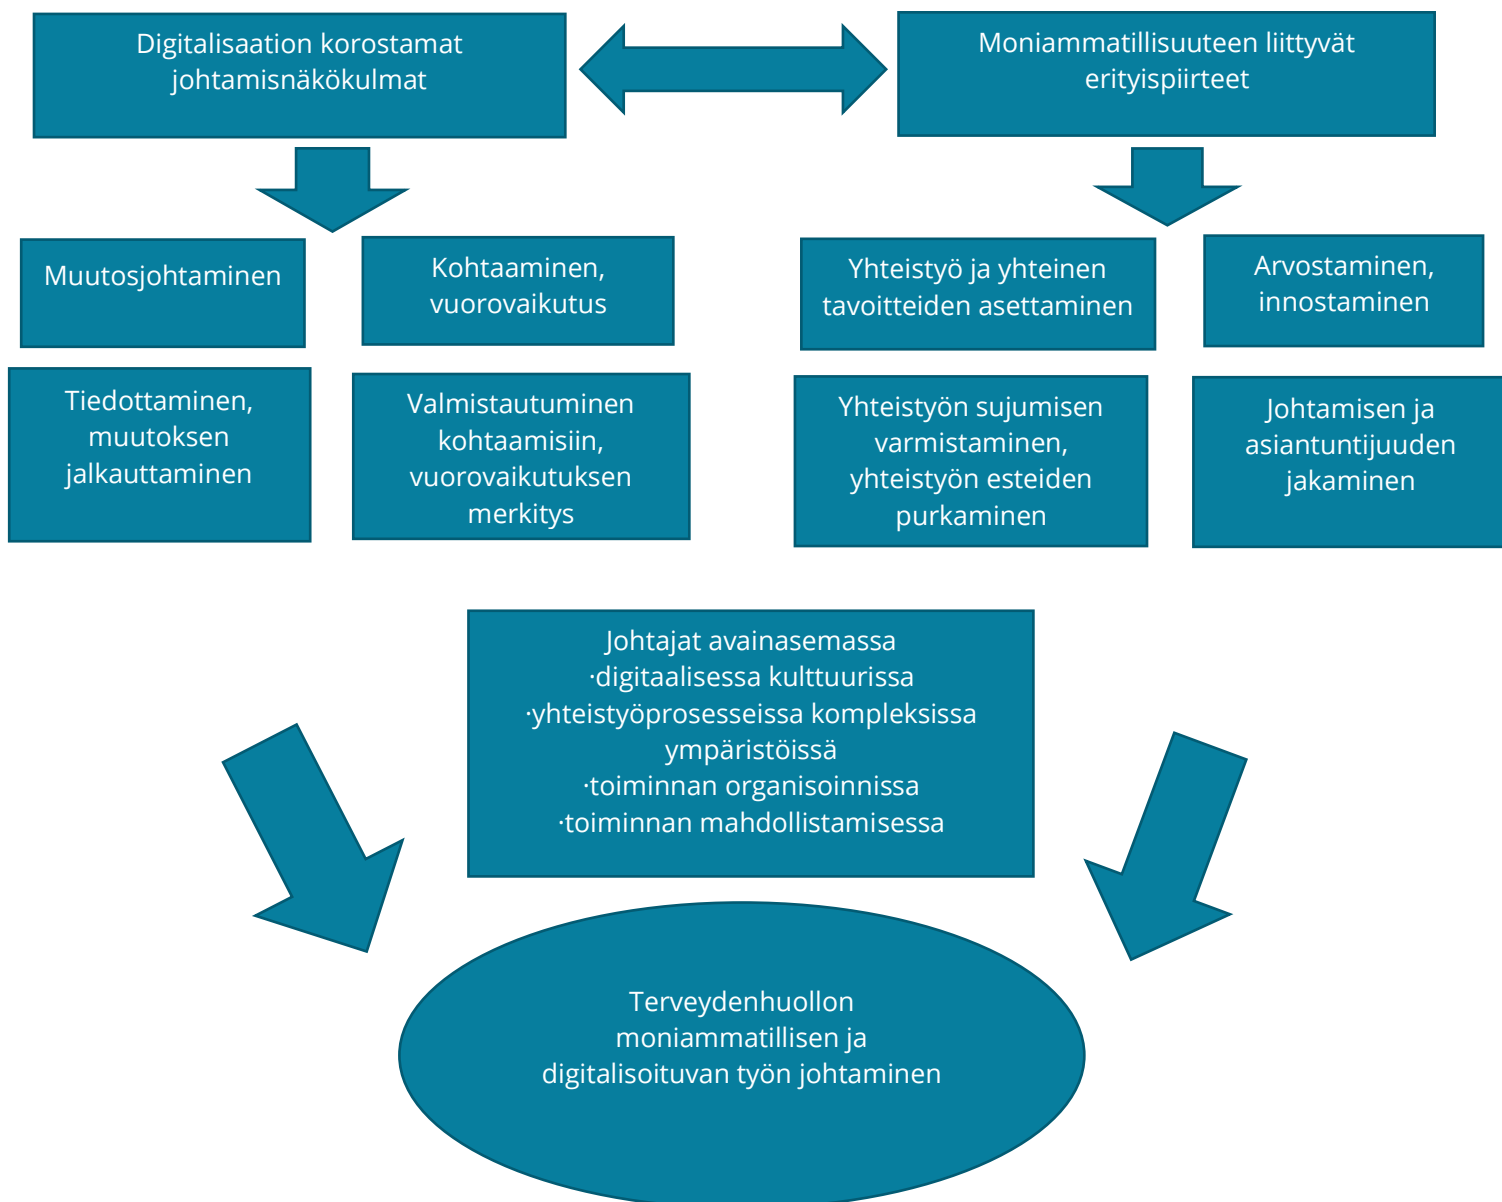 Digitalisaation korostamat
johtamisnäkökulmat
Moniammatillisuuteen liittyvät
erityispiirteet
Muutosjohtaminen
Kohtaaminen,
vuorovaikutus
Yhteistyö ja yhteinen
tavoitteiden asettaminen
Arvostaminen,
innostaminen
Tiedottaminen,
muutoksen
jalkauttaminen
Valmistautuminen
kohtaamisiin,
vuorovaikutuksen
merkitys
Yhteistyön sujumisen
varmistaminen,
yhteistyön esteiden
purkaminen
Johtamisen ja
asiantuntijuuden
jakaminen
Johtajat avainasemassa
·digitaalisessa kulttuurissa
·yhteistyöprosesseissa kompleksissa
ympäristöissä
·toiminnan organisoinnissa
·toiminnan mahdollistamisessa
Terveydenhuollon
moniammatillisen ja
digitalisoituvan työn johtaminen